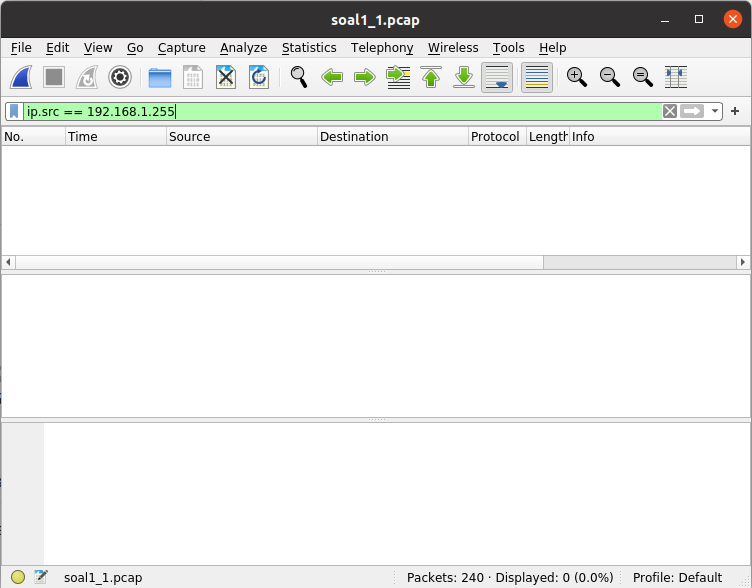 soal1_1.pcap
File Edit View Go Capture Analyze Statistics Telephony Wireless Tools Help
ip.src == 192.168.1.255
No. Time Source Destination Protocol Length Info
soal1_1.pcap Packets: 240 · Displayed: 0 (0.0%) Profile: Default